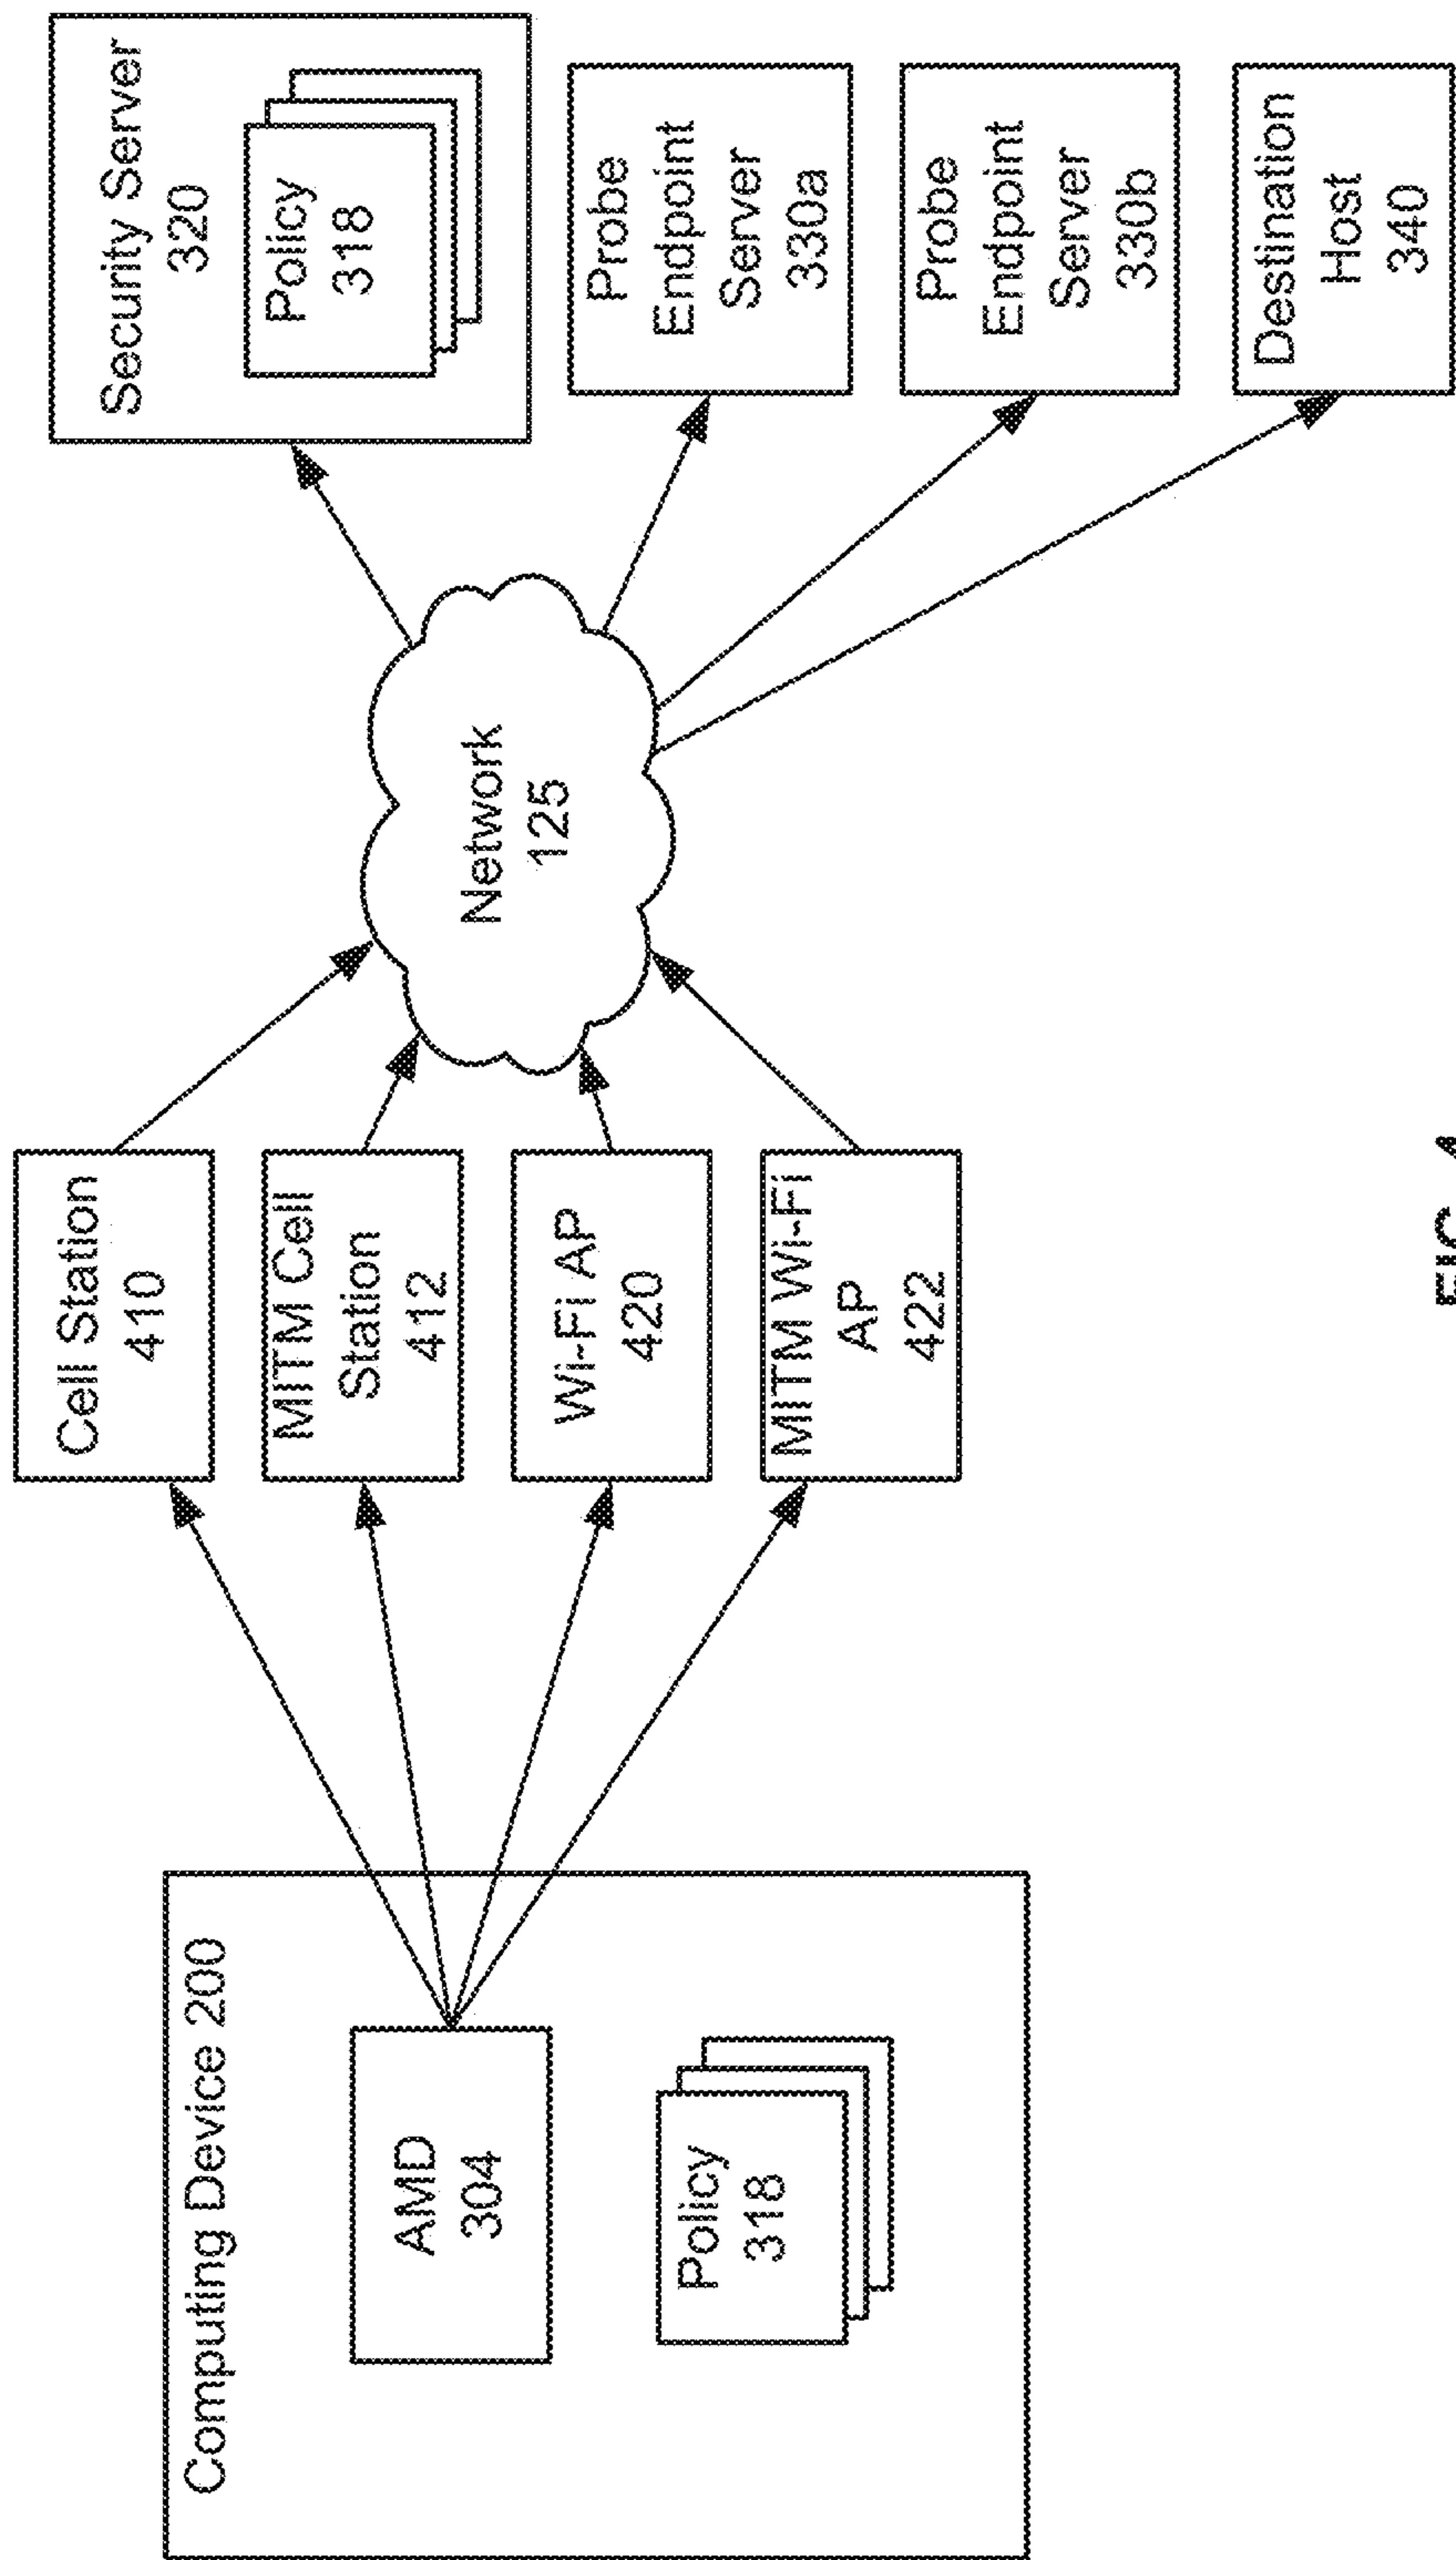 Computing Device 200
AMD
304
Policy
318
Cell Station
410
MITM Cell
Station
412
Wi-Fi AP
420
MITM Wi-Fi
AP
422
Network
125
Security Server
320
Policy
318
Probe
Endpoint
Server
330a
Probe
Endpoint
Server
330b
Destination
Host
340
FIG. 4